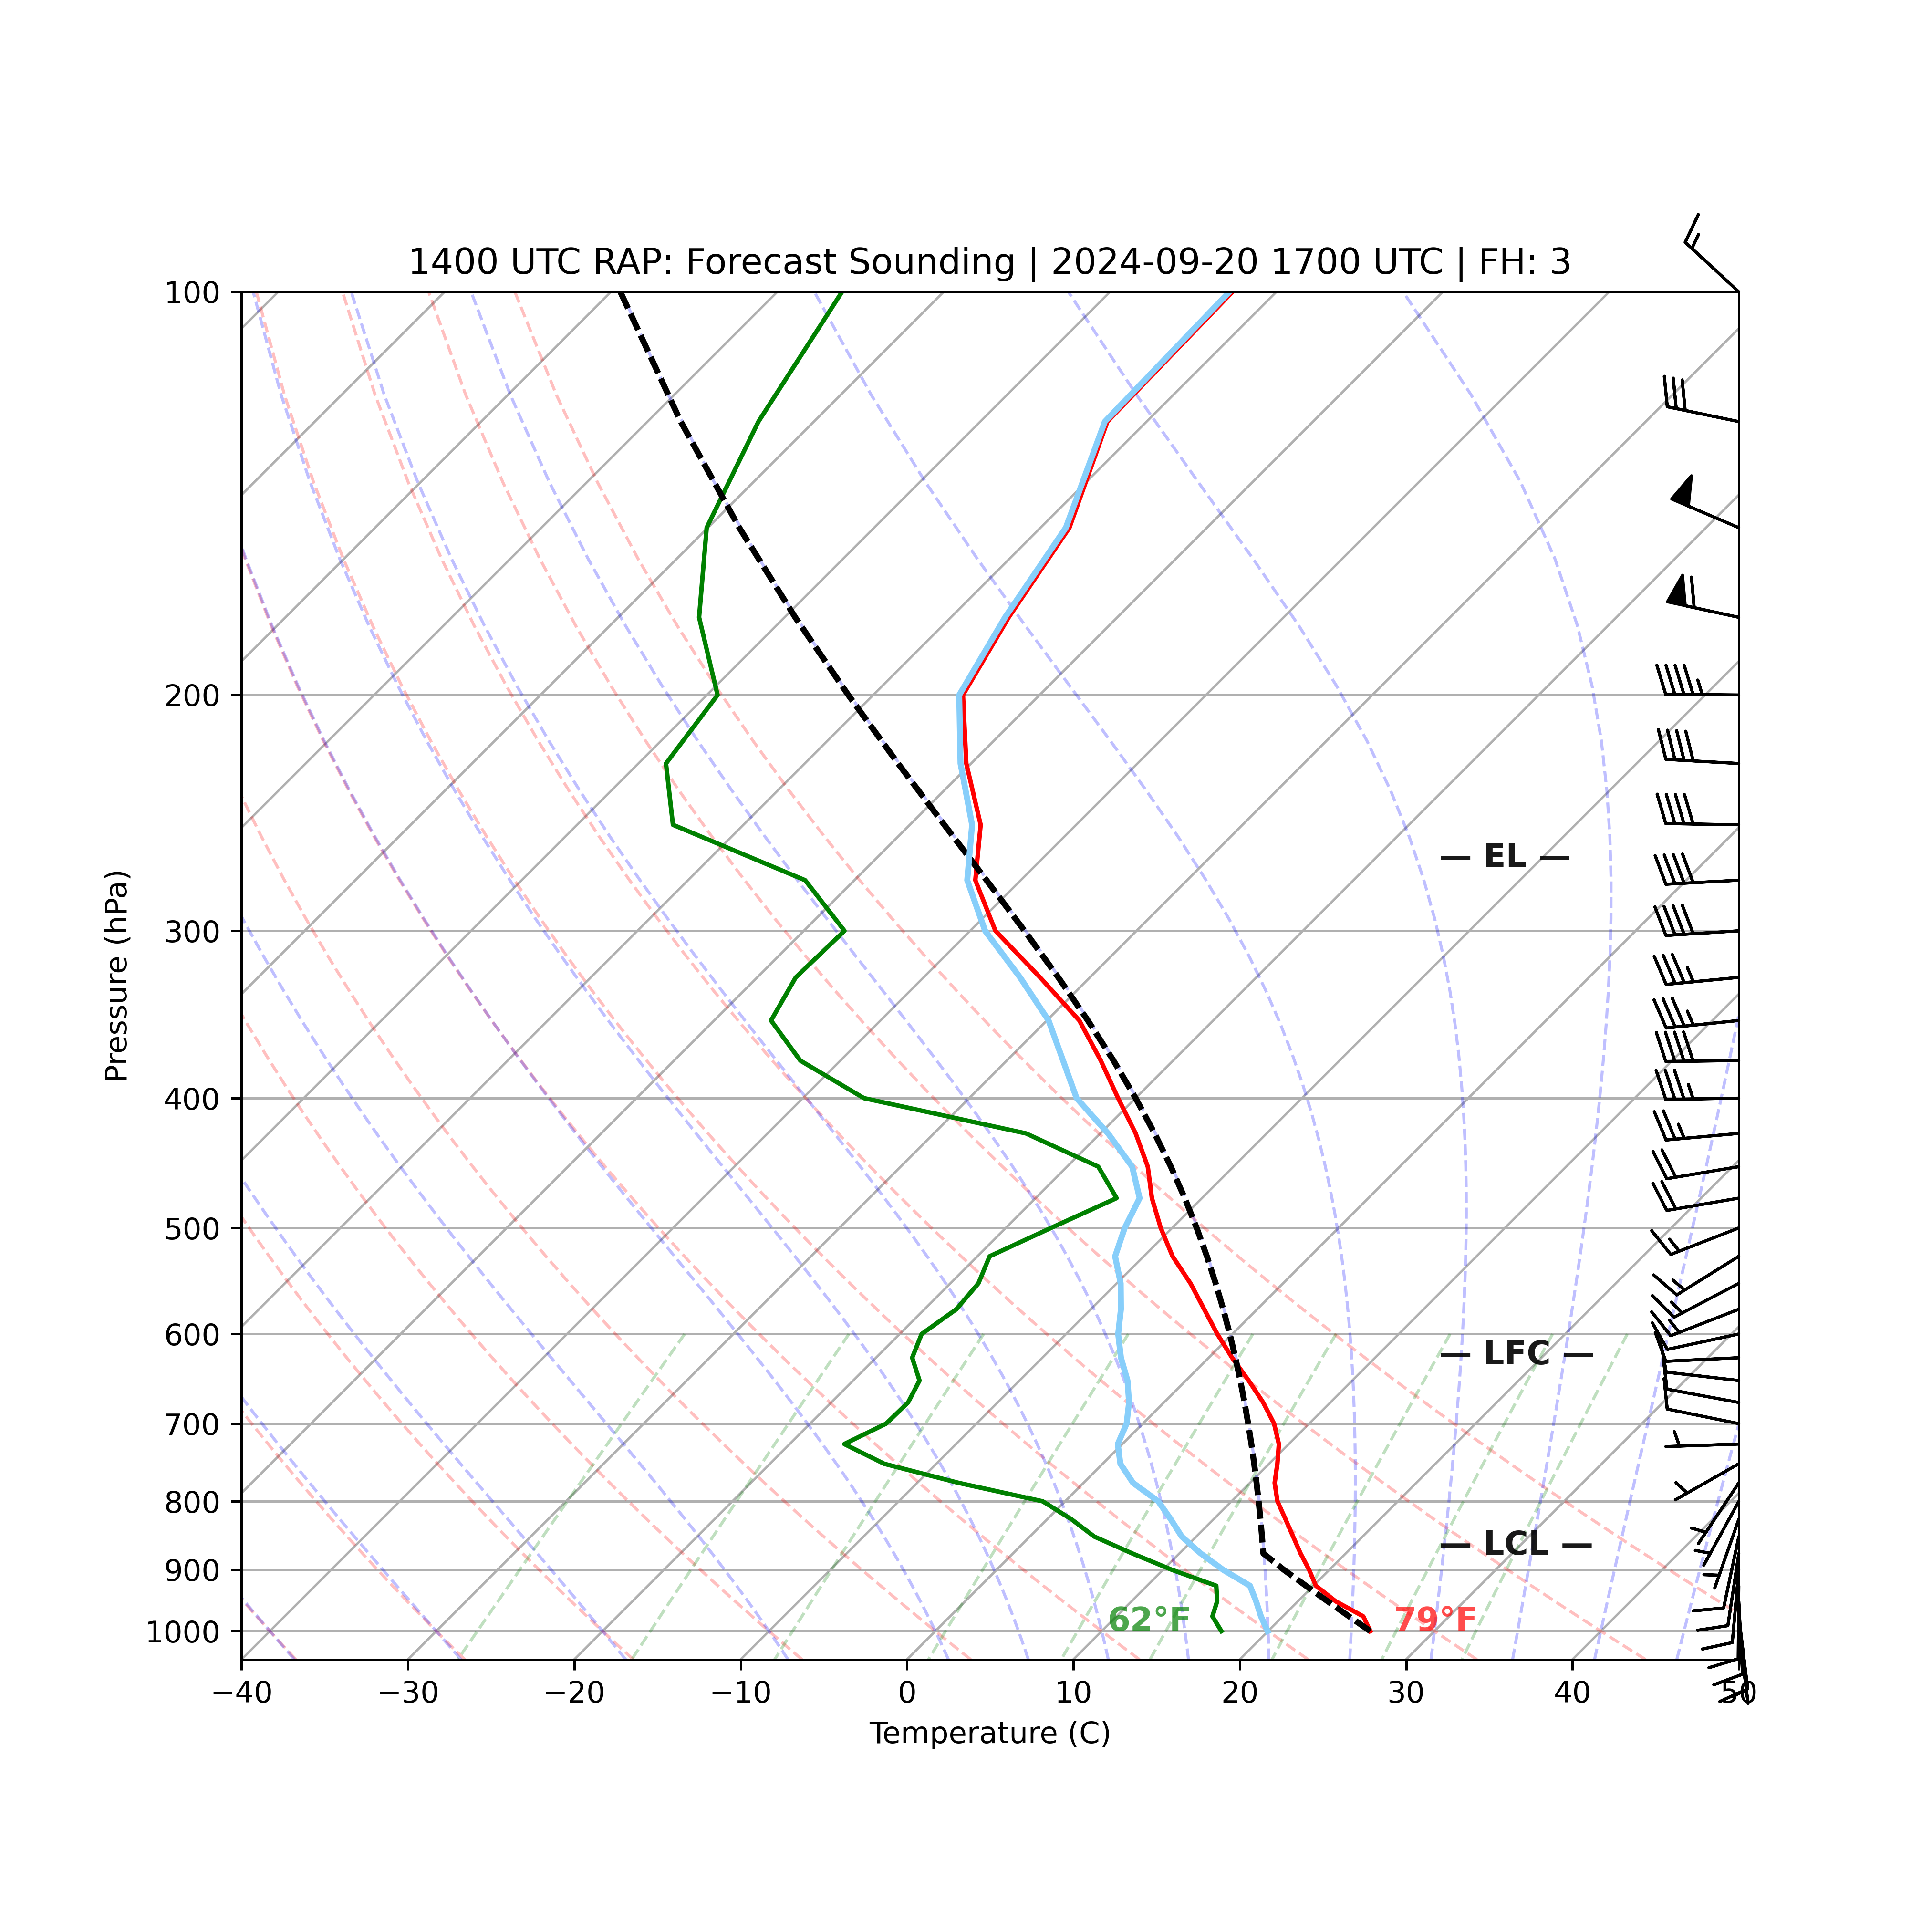 1400 UTC RAP: Forecast Sounding | 2024-09-20 1700 UTC | FH: 3
100
200
— EL —
Pressure (hPa)
300
400
500
600
— LFC —
700
800
— LCL —
900
62°F 79°F
1000
−40 −30 −20 −10 0 10 20 30 40 50
Temperature (C)